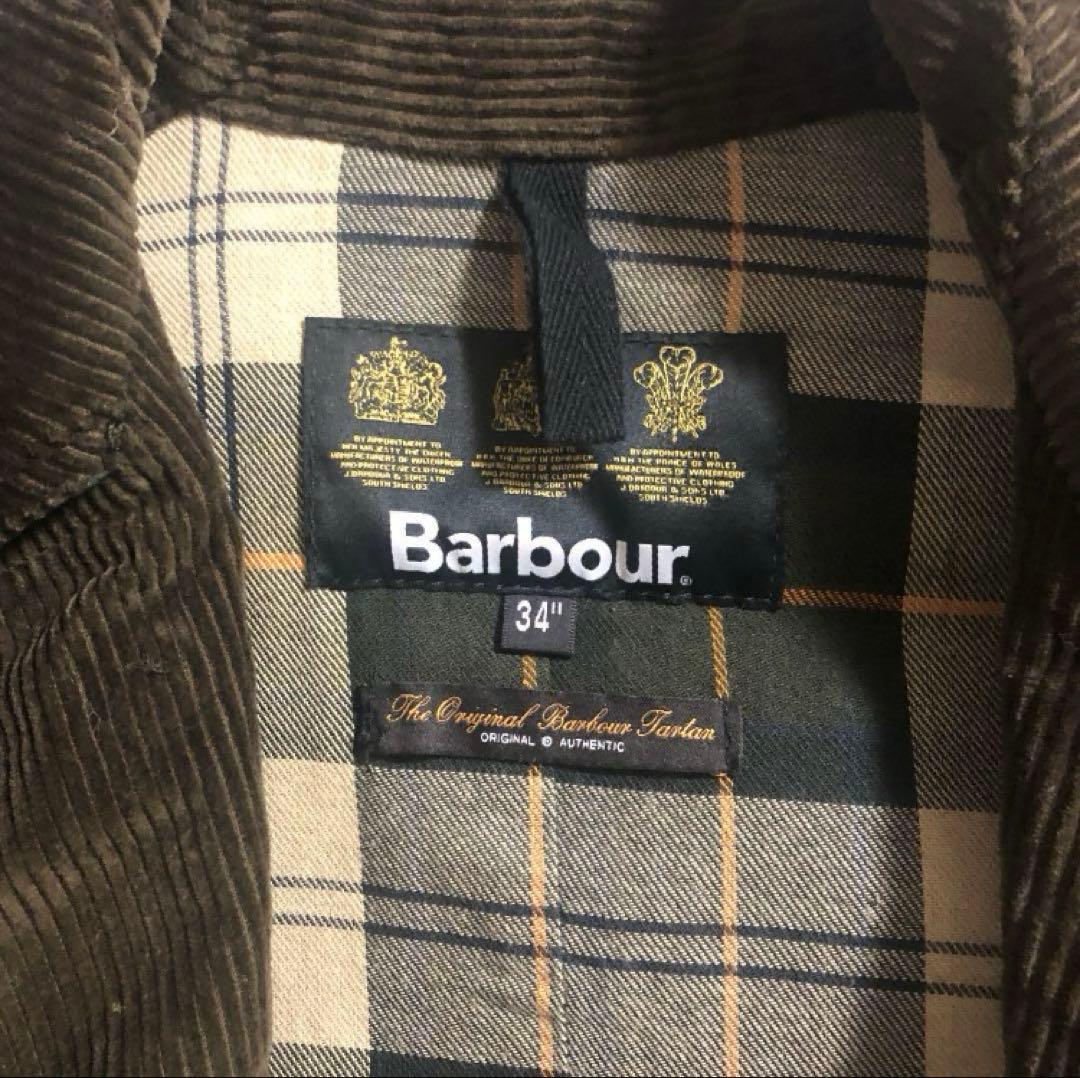 BY APPOINTMENT TO
HER MAJESTY THE QUEEN
MANUFACTURERS OF WATERPROOF
AND PROTECTIVE CLOTHING
J. BARBOUR & SONS LTD
SOUTH SHIELDS
BY APPOINTMENT TO
H.R.H. THE DUKE OF EDINBURGH
MANUFACTURERS OF WATERPROOF
AND PROTECTIVE CLOTHING
J. BARBOUR & SONS LTD
SOUTH SHIELDS
BY APPOINTMENT TO
H.R.H. THE PRINCE OF WALES
MANUFACTURERS OF WATERPROOF
AND PROTECTIVE CLOTHING
J. BARBOUR & SONS LTD
SOUTH SHIELDS
Barbour®
34"
The Original Barbour Tartan
ORIGINAL ® AUTHENTIC